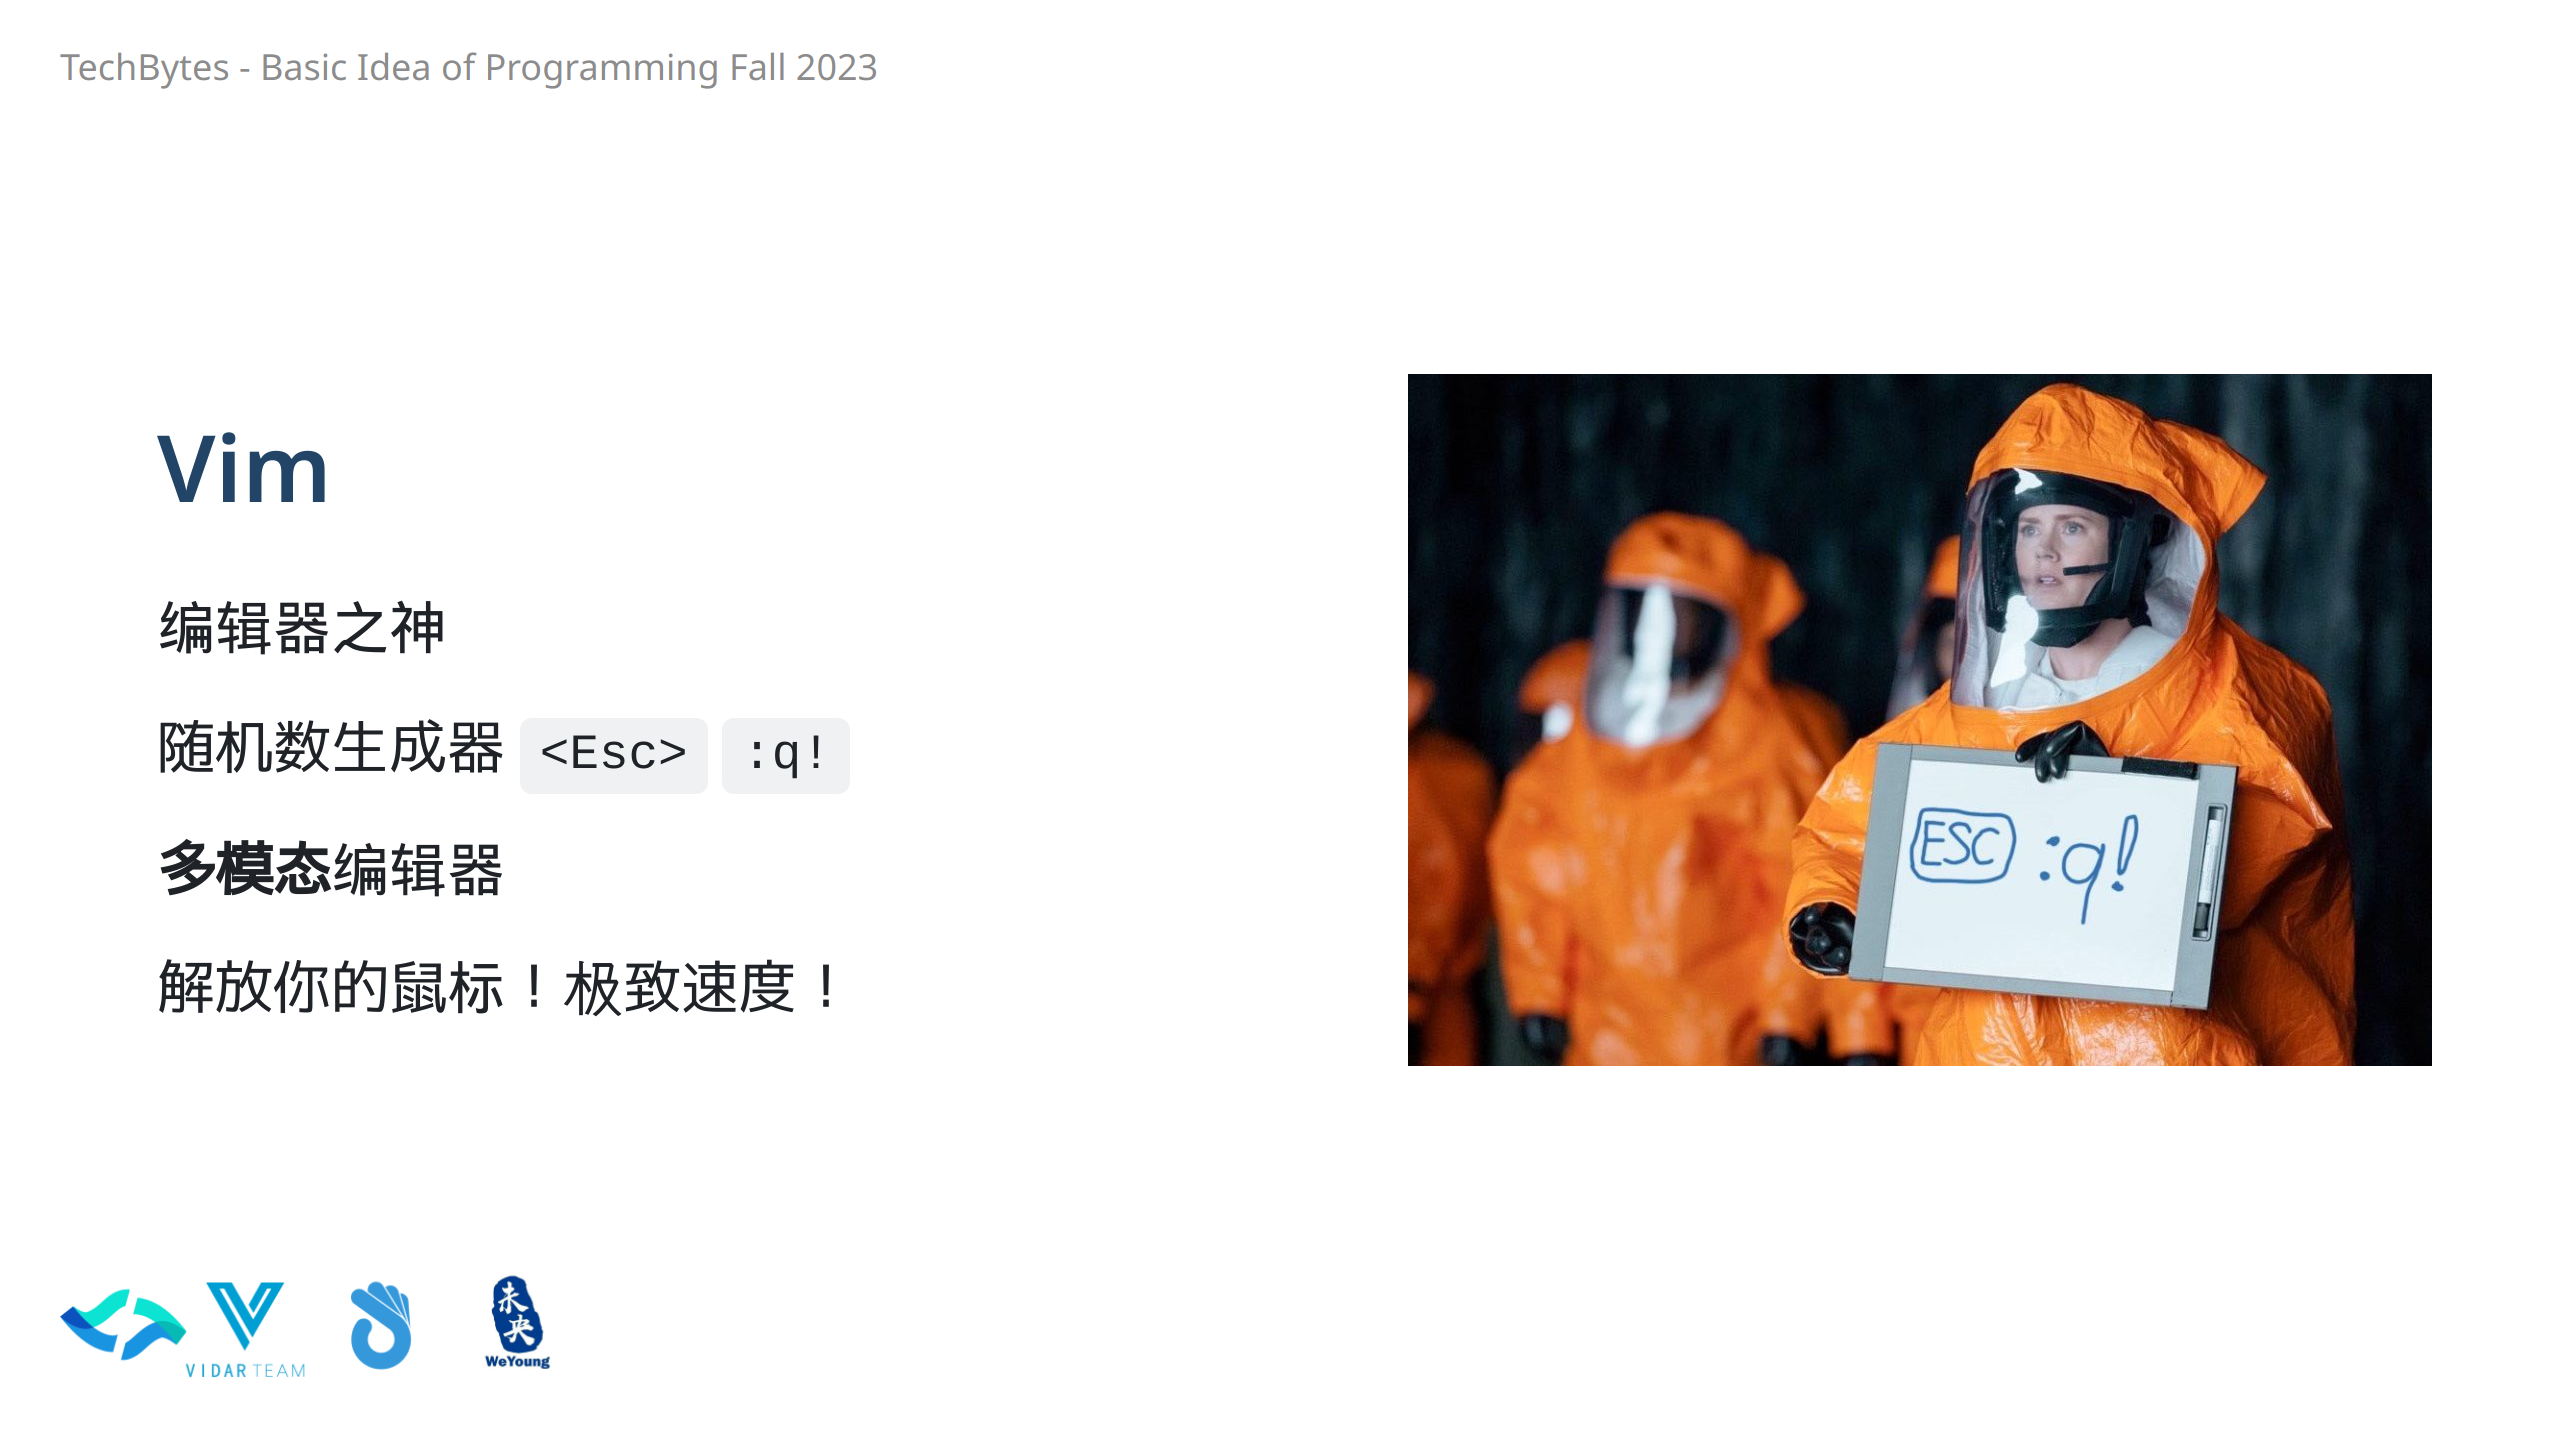 TechBytes - Basic Idea of Programming Fall 2023
Vim
编辑器之神
随机数生成器 <Esc> :q!
多模态编辑器
解放你的鼠标！极致速度！
ESC :q!
VIDAR TEAM
未央
WeYoung